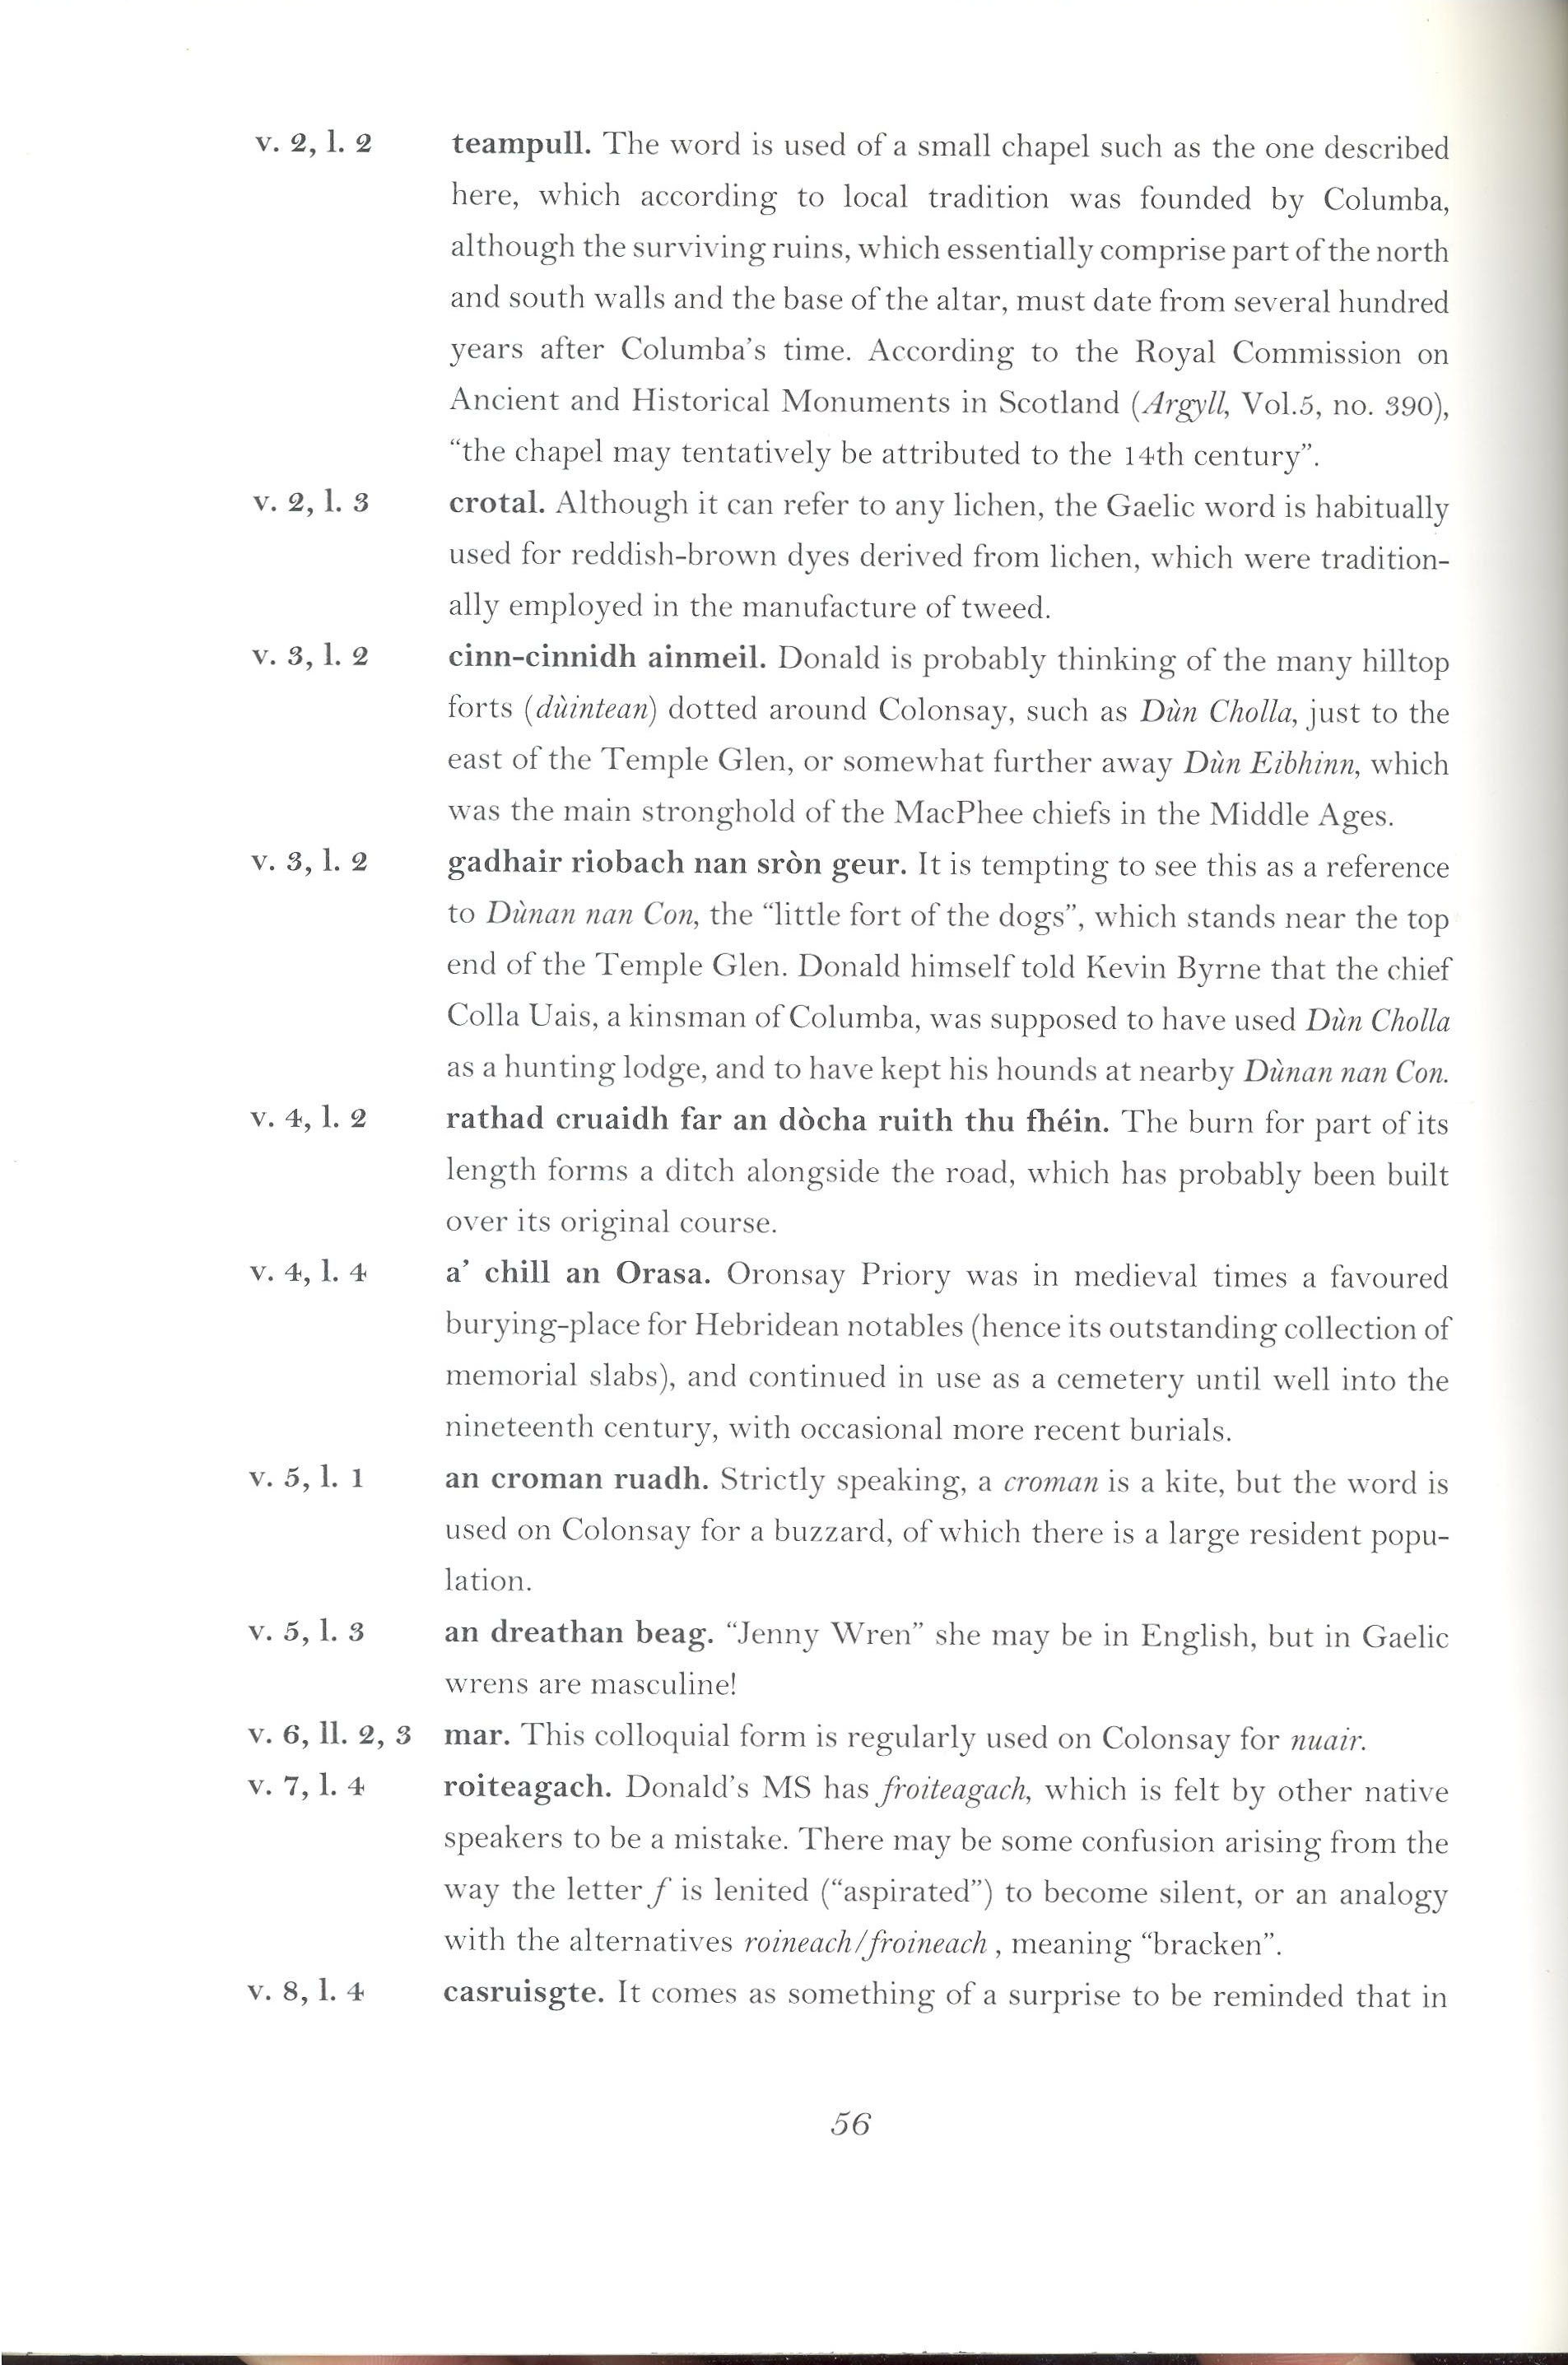 v. 2, l. 2 teampull. The word is used of a small chapel such as the one described
here, which according to local tradition was founded by Columba,
although the surviving ruins, which essentially comprise part of the north
and south walls and the base of the altar, must date from several hundred
years after Columba's time. According to the Royal Commission on
Ancient and Historical Monuments in Scotland (Argyll, Vol.5, no. 390),
“the chapel may tentatively be attributed to the 14th century”.
v. 2, l. 3 crotal. Although it can refer to any lichen, the Gaelic word is habitually
used for reddish-brown dyes derived from lichen, which were tradition-
ally employed in the manufacture of tweed.
v. 3, l. 2 cinn-cinnidh ainmeil. Donald is probably thinking of the many hilltop
forts (dùintean) dotted around Colonsay, such as Dùn Cholla, just to the
east of the Temple Glen, or somewhat further away Dùn Eibhinn, which
was the main stronghold of the MacPhee chiefs in the Middle Ages.
v. 3, l. 2 gadhair riobach nan sròn geur. It is tempting to see this as a reference
to Dùnan nan Con, the “little fort of the dogs”, which stands near the top
end of the Temple Glen. Donald himself told Kevin Byrne that the chief
Colla Uais, a kinsman of Columba, was supposed to have used Dùn Cholla
as a hunting lodge, and to have kept his hounds at nearby Dùnan nan Con.
v. 4, l. 2 rathad cruaidh far an dòcha ruith thu fhéin. The burn for part of its
length forms a ditch alongside the road, which has probably been built
over its original course.
v. 4, l. 4 a’ chill an Orasa. Oronsay Priory was in medieval times a favoured
burying-place for Hebridean notables (hence its outstanding collection of
memorial slabs), and continued in use as a cemetery until well into the
nineteenth century, with occasional more recent burials.
v. 5, l. 1 an croman ruadh. Strictly speaking, a croman is a kite, but the word is
used on Colonsay for a buzzard, of which there is a large resident popu-
lation.
v. 5, l. 3 an dreathan beag. “Jenny Wren” she may be in English, but in Gaelic
wrens are masculine!
v. 6, ll. 2, 3 mar. This colloquial form is regularly used on Colonsay for nuair.
v. 7, l. 4 roiteagach. Donald’s MS has froiteagach, which is felt by other native
speakers to be a mistake. There may be some confusion arising from the
way the letter f is lenited (“aspirated”) to become silent, or an analogy
with the alternatives roineach/froineach , meaning “bracken”.
v. 8, l. 4 casruisgte. It comes as something of a surprise to be reminded that in
56